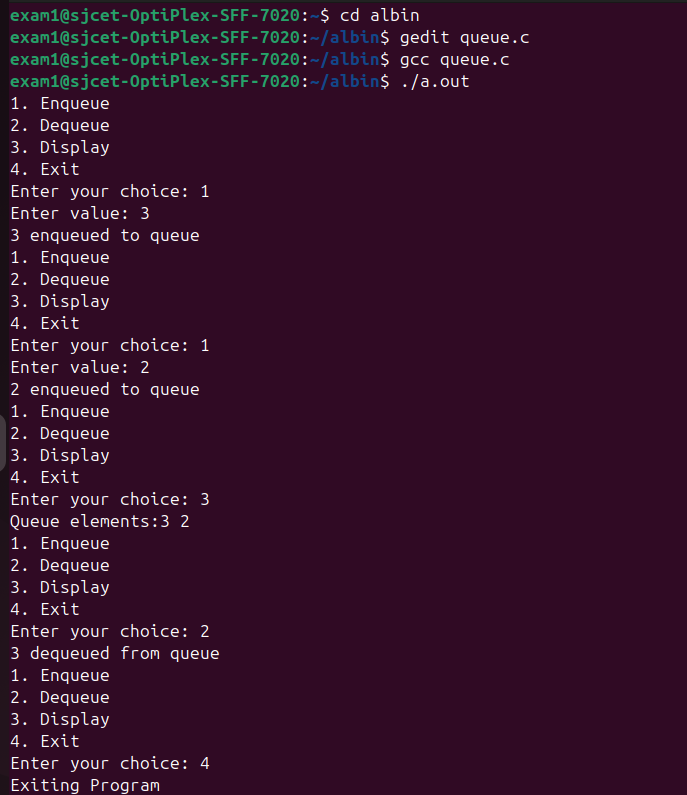 exam1@sjcet-OptiPlex-SFF-7020:~$ cd albin
exam1@sjcet-OptiPlex-SFF-7020:~/albin$ gedit queue.c
exam1@sjcet-OptiPlex-SFF-7020:~/albin$ gcc queue.c
exam1@sjcet-OptiPlex-SFF-7020:~/albin$ ./a.out
1. Enqueue
2. Dequeue
3. Display
4. Exit
Enter your choice: 1
Enter value: 3
3 enqueued to queue
1. Enqueue
2. Dequeue
3. Display
4. Exit
Enter your choice: 1
Enter value: 2
2 enqueued to queue
1. Enqueue
2. Dequeue
3. Display
4. Exit
Enter your choice: 3
Queue elements:3 2
1. Enqueue
2. Dequeue
3. Display
4. Exit
Enter your choice: 2
3 dequeued from queue
1. Enqueue
2. Dequeue
3. Display
4. Exit
Enter your choice: 4
Exiting Program